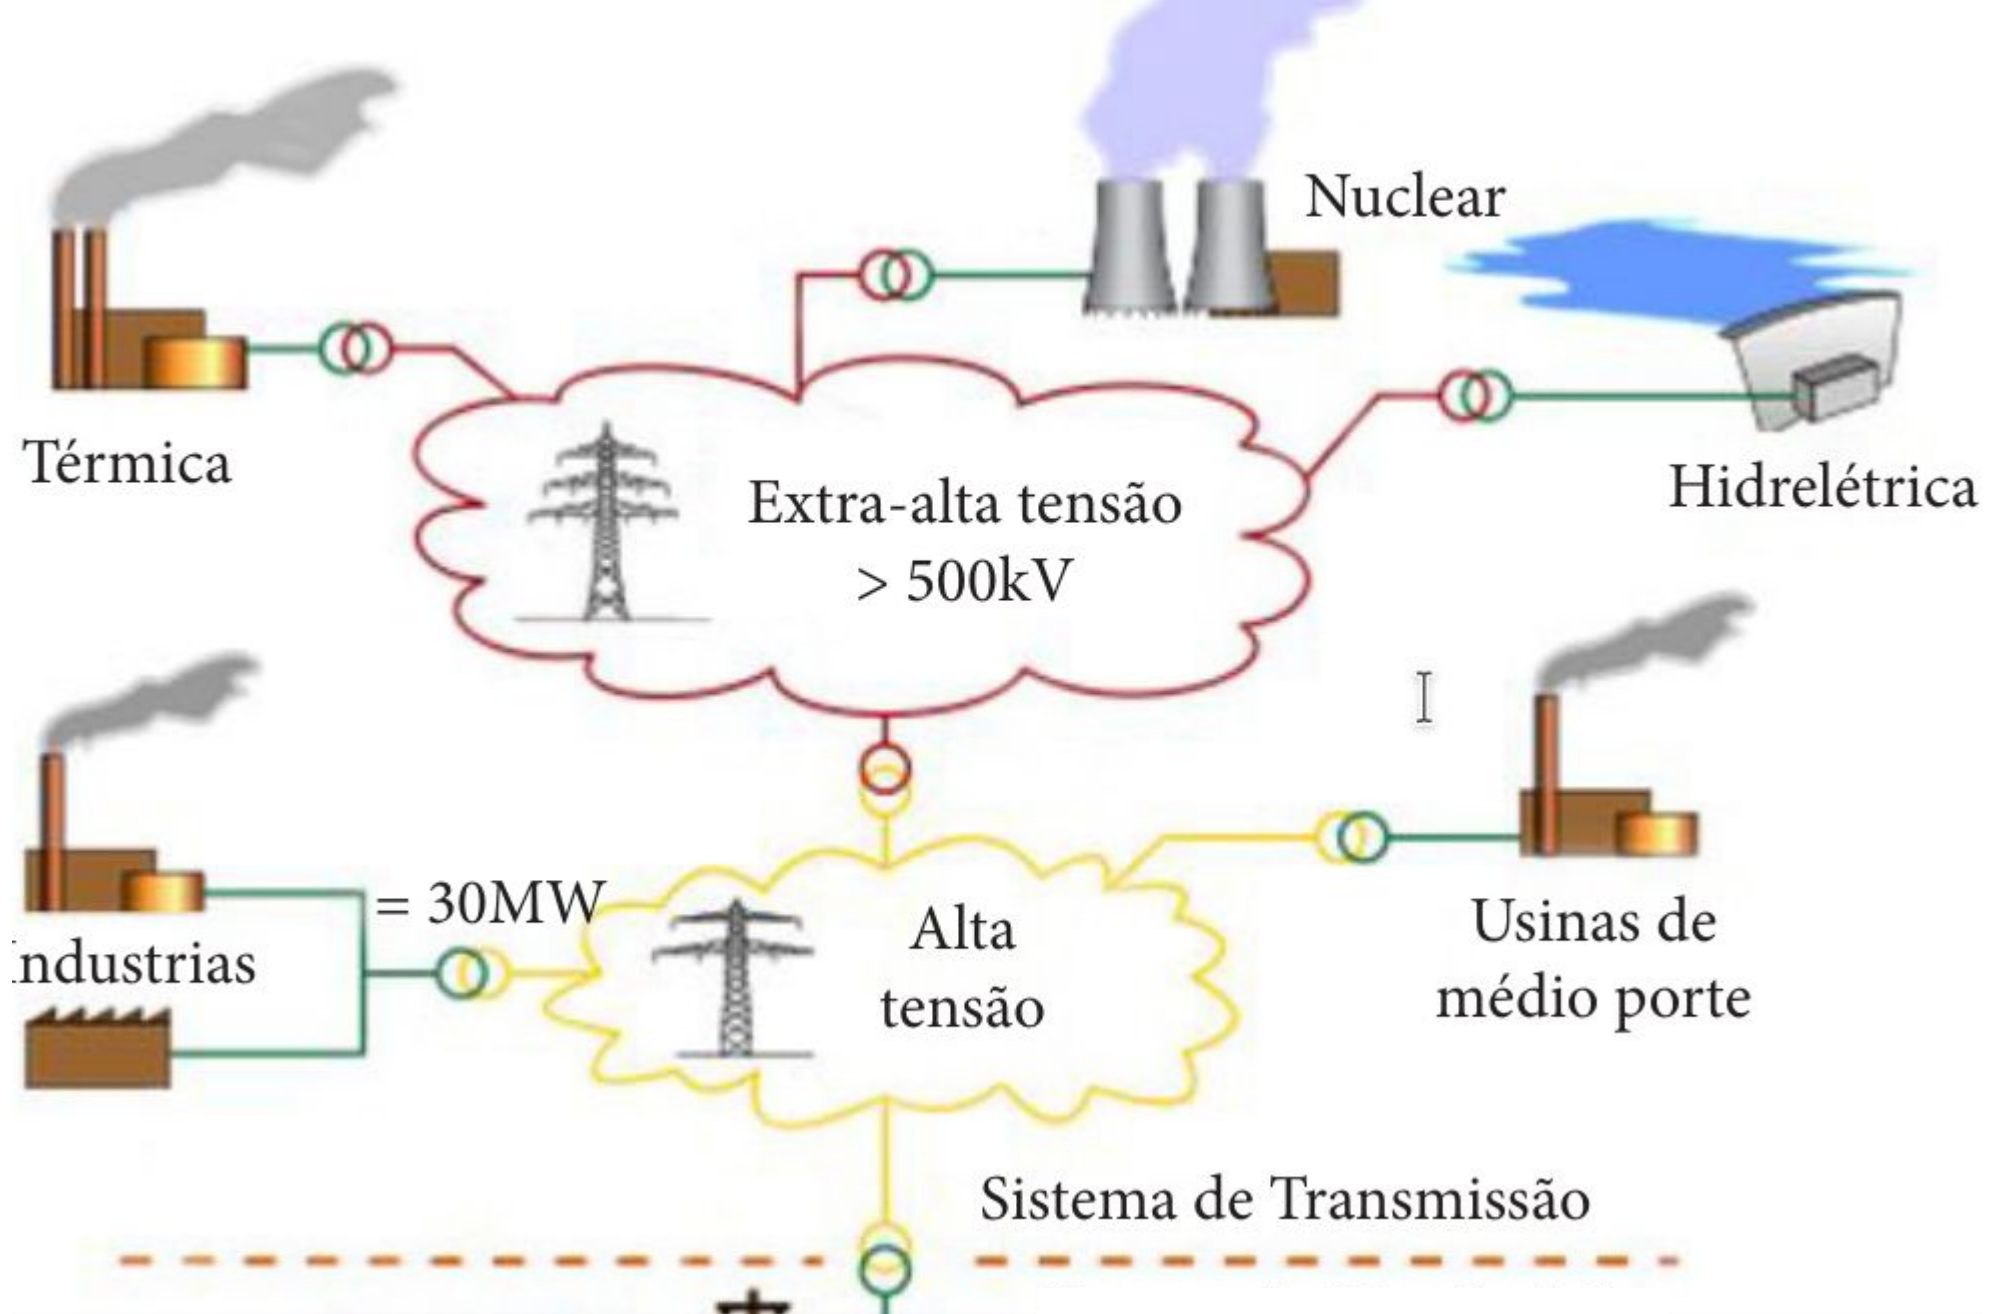 Nuclear
Térmica
Hidrelétrica
Extra-alta tensão
> 500kV
= 30MW
ndustrias
Alta
tensão
Usinas de
médio porte
Sistema de Transmissão